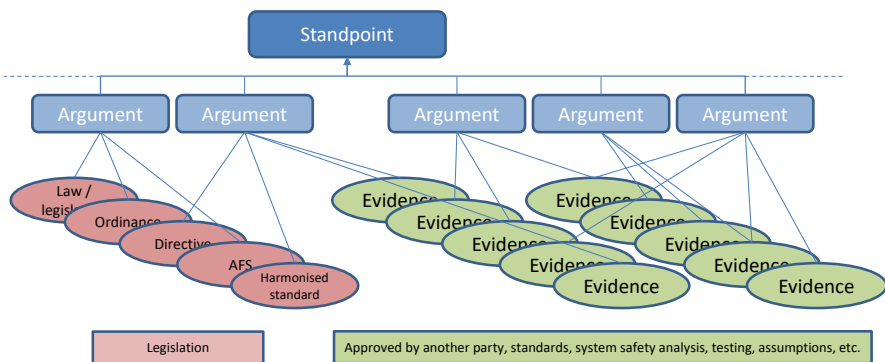 Standpoint
Argument
Argument
Argument
Argument
Argument
Law /
Ordinance
Directive
AFS
Harmonised
standard
Evidence
Evidence
Evidence
Evidence
Evidence
Evidence
Evidence
Evidence
Evidence
Evidence
Legislation
Approved by another party, standards, system safety analysis, testing, assumptions, etc.